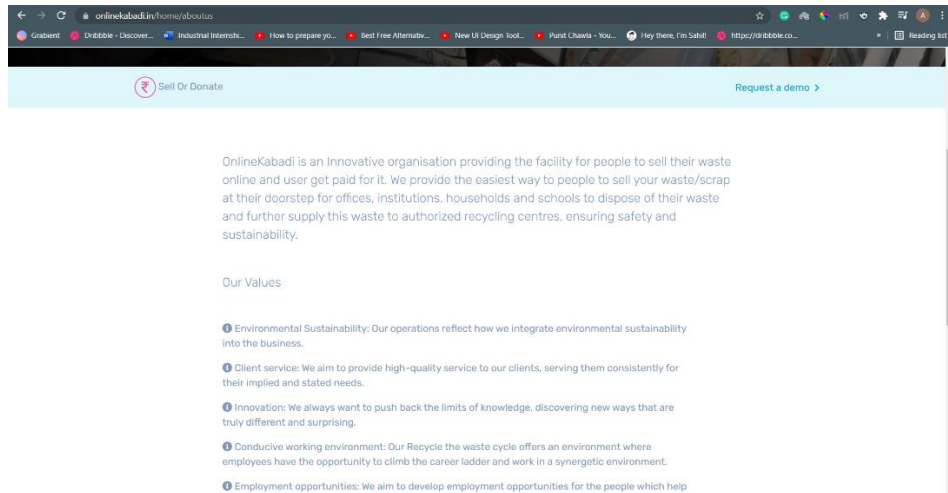 onlinekabadi.in/home/aboutus
A
Grabient
Dribbble - Discover...
Industrial Internshi...
How to prepare yo...
Best Free Alternativ...
New UI Design Tool...
Punit Chawla - You...
Hey there, I'm Sahil!
https://dribbble.co...
»
Reading list
₹ Sell Or Donate
Request a demo >
OnlineKabadi is an Innovative organisation providing the facility for people to sell their waste
online and user get paid for it. We provide the easiest way to people to sell your waste/scrap
at their doorstep for offices, institutions, households and schools to dispose of their waste
and further supply this waste to authorized recycling centres, ensuring safety and
sustainability.
Our Values
Environmental Sustainability: Our operations reflect how we integrate environmental sustainability
into the business.
Client service: We aim to provide high-quality service to our clients, serving them consistently for
their implied and stated needs.
Innovation: We always want to push back the limits of knowledge, discovering new ways that are
truly different and surprising.
Conducive working environment: Our Recycle the waste cycle offers an environment where
employees have the opportunity to climb the career ladder and work in a synergetic environment.
Employment opportunities: We aim to develop employment opportunities for the people which help